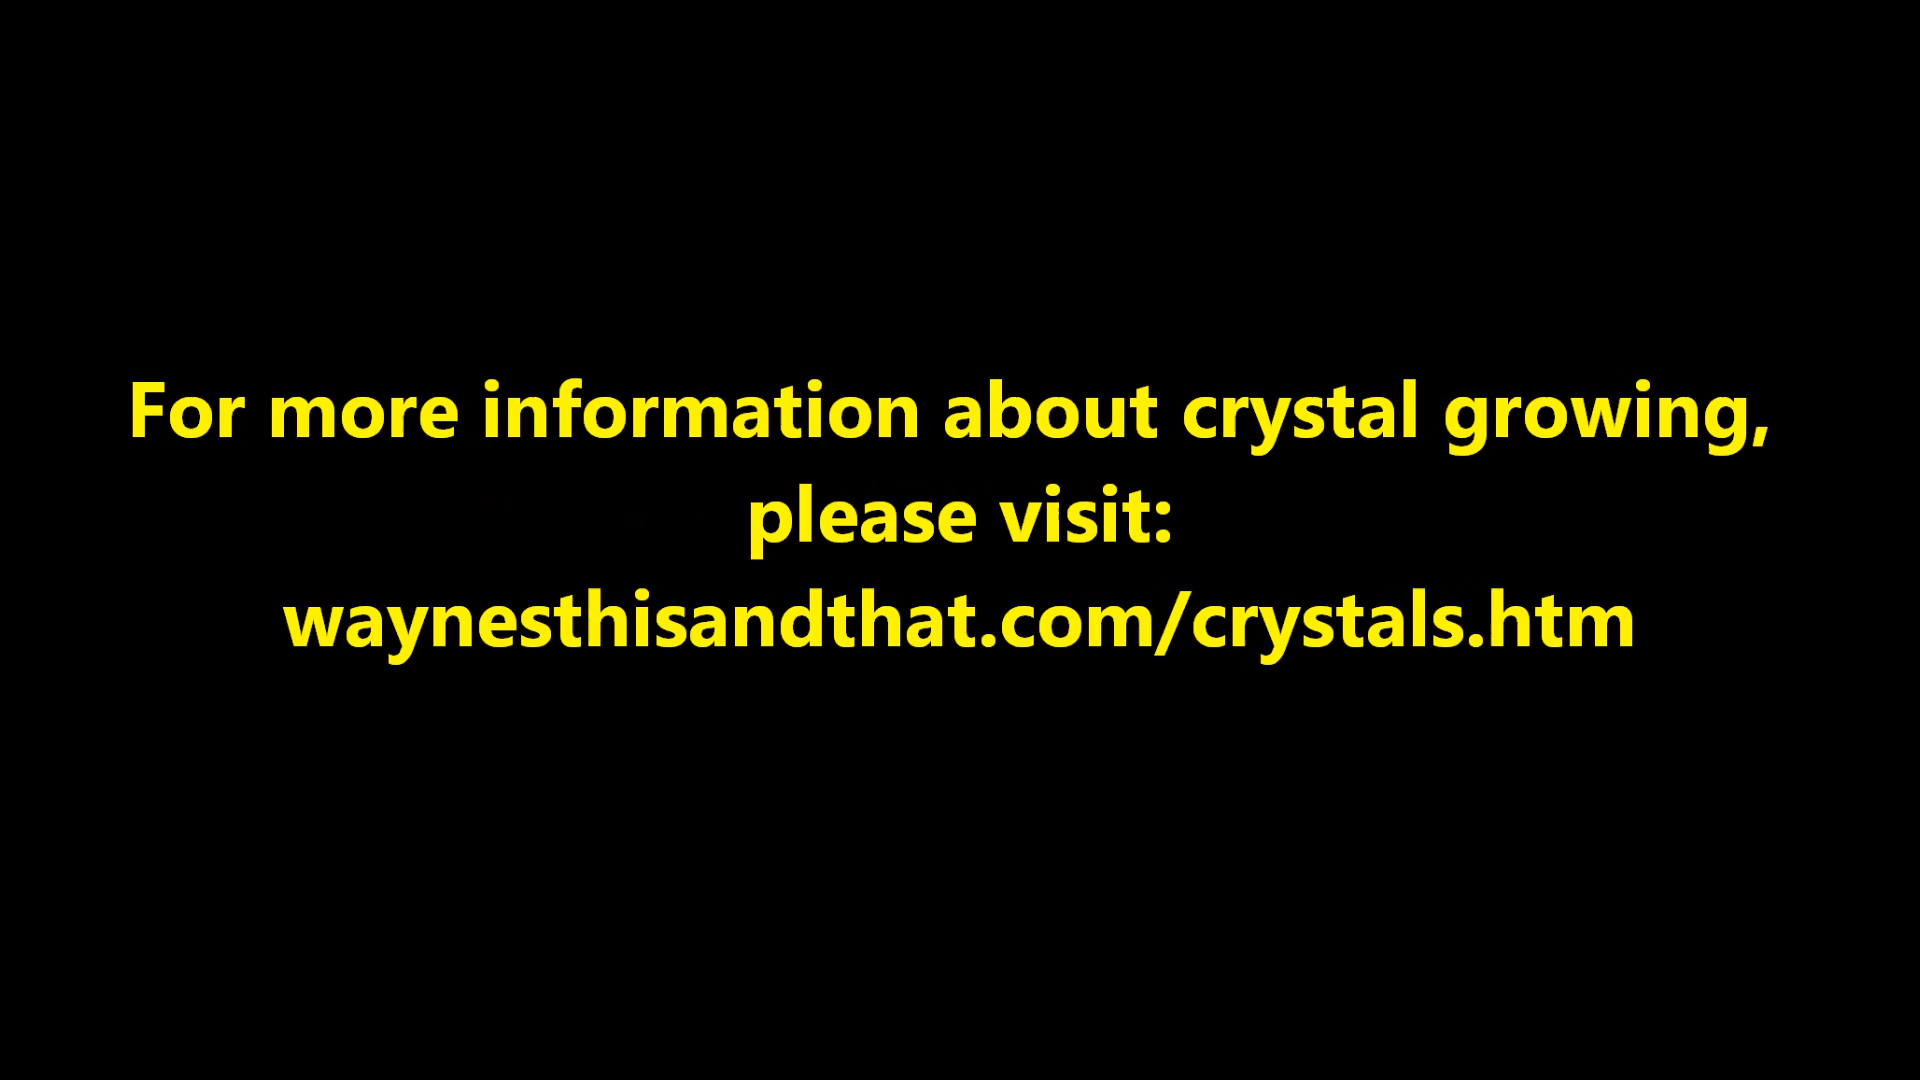 For more information about crystal growing,
please visit:
waynesthisandthat.com/crystals.htm